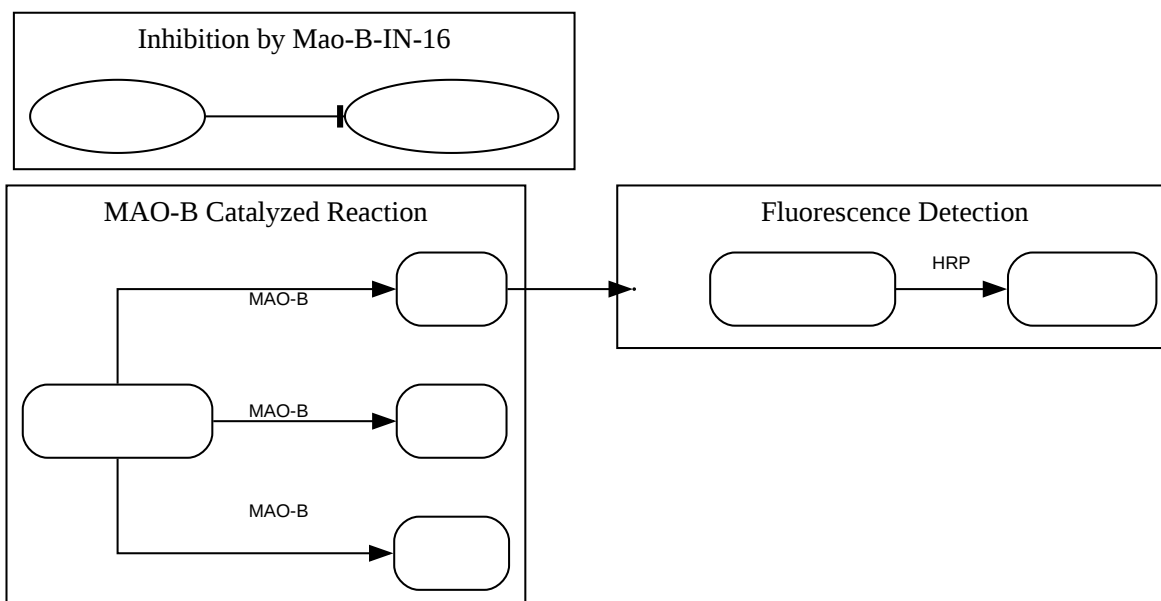 Inhibition by Mao-B-IN-16
MAO-B Catalyzed Reaction
Fluorescence Detection
HRP
MAO-B
MAO-B
MAO-B